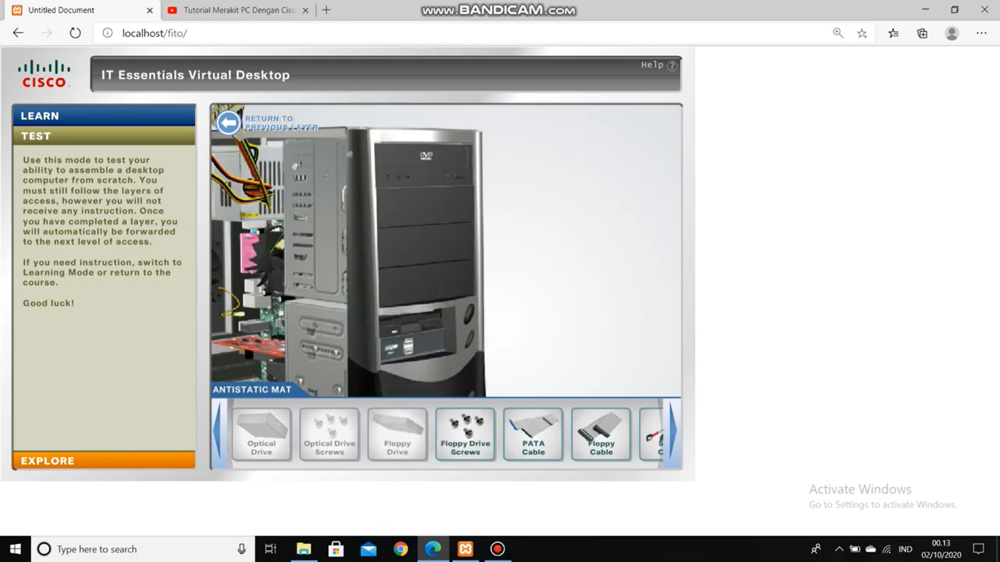 Untitled Document
Tutorial Merakit PC Dengan Cisc
www.BANDICAM.com
localhost/fito/
CISCO
IT Essentials Virtual Desktop
Help ?
LEARN
TEST
Use this mode to test your
ability to assemble a desktop
computer from scratch. You
must still follow the layers of
access, however you will not
receive any instruction. Once
you have completed a layer, you
will automatically be forwarded
to the next level of access.
If you need instruction, switch to
Learning Mode or return to the
course.
Good luck!
EXPLORE
RETURN TO
PREVIOUS LAYER
DVD
ANTISTATIC MAT
Optical
Drive
Optical Drive
Screws
Floppy
Drive
Floppy Drive
Screws
PATA
Cable
Floppy
Cable
S
C
Activate Windows
Go to Settings to activate Windows.
Type here to search
IND
00.13
02/10/2020